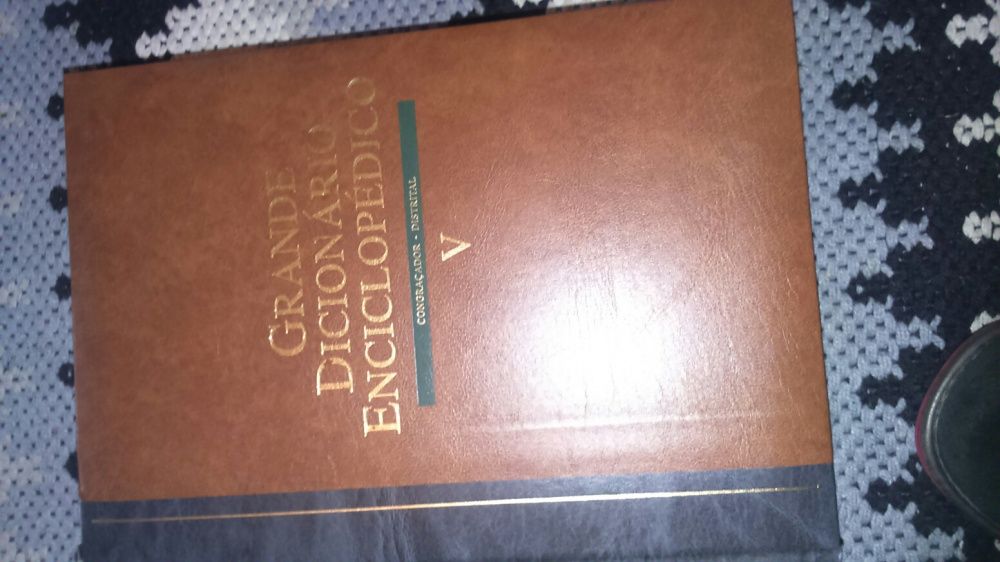 GRANDE
DICIONÁRIO
ENCICLOPÉDICO
CONGRAÇADOR - DISTRITAL
V